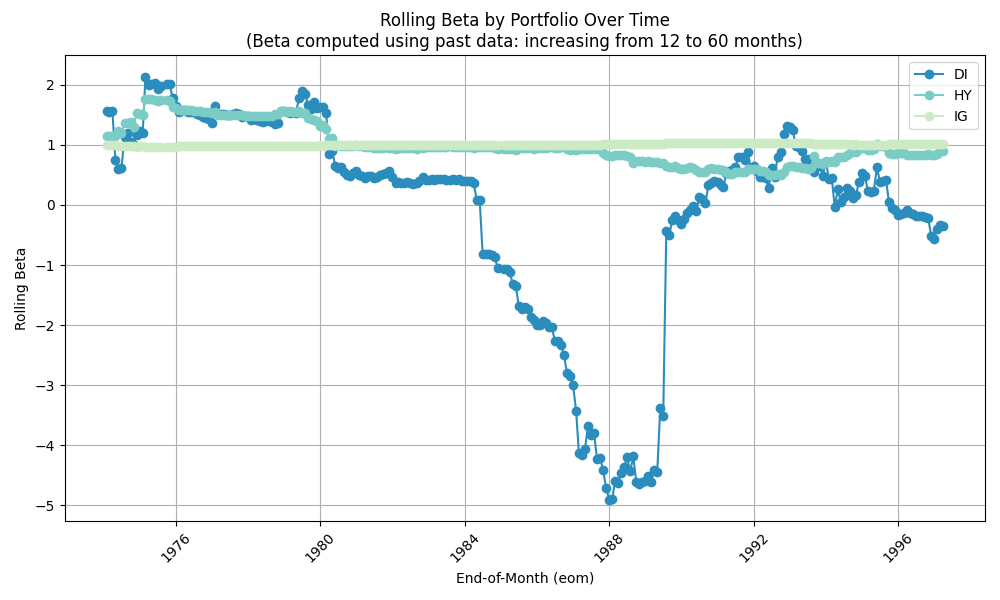 Rolling Beta by Portfolio Over Time
(Beta computed using past data: increasing from 12 to 60 months)
DI
HY
IG
Rolling Beta
2
1
0
−1
−2
−3
−4
−5
1976
1980
1984
1988
1992
1996
End-of-Month (eom)